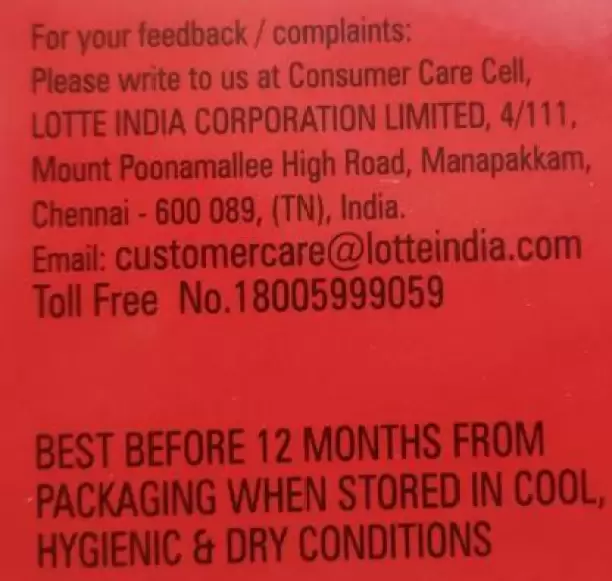 For your feedback / complaints:
Please write to us at Consumer Care Cell,
LOTTE INDIA CORPORATION LIMITED, 4/111,
Mount Poonamallee High Road, Manapakkam,
Chennai - 600 089, (TN), India.
Email: customercare@lotteindia.com
Toll Free No.18005999059
BEST BEFORE 12 MONTHS FROM
PACKAGING WHEN STORED IN COOL,
HYGIENIC & DRY CONDITIONS